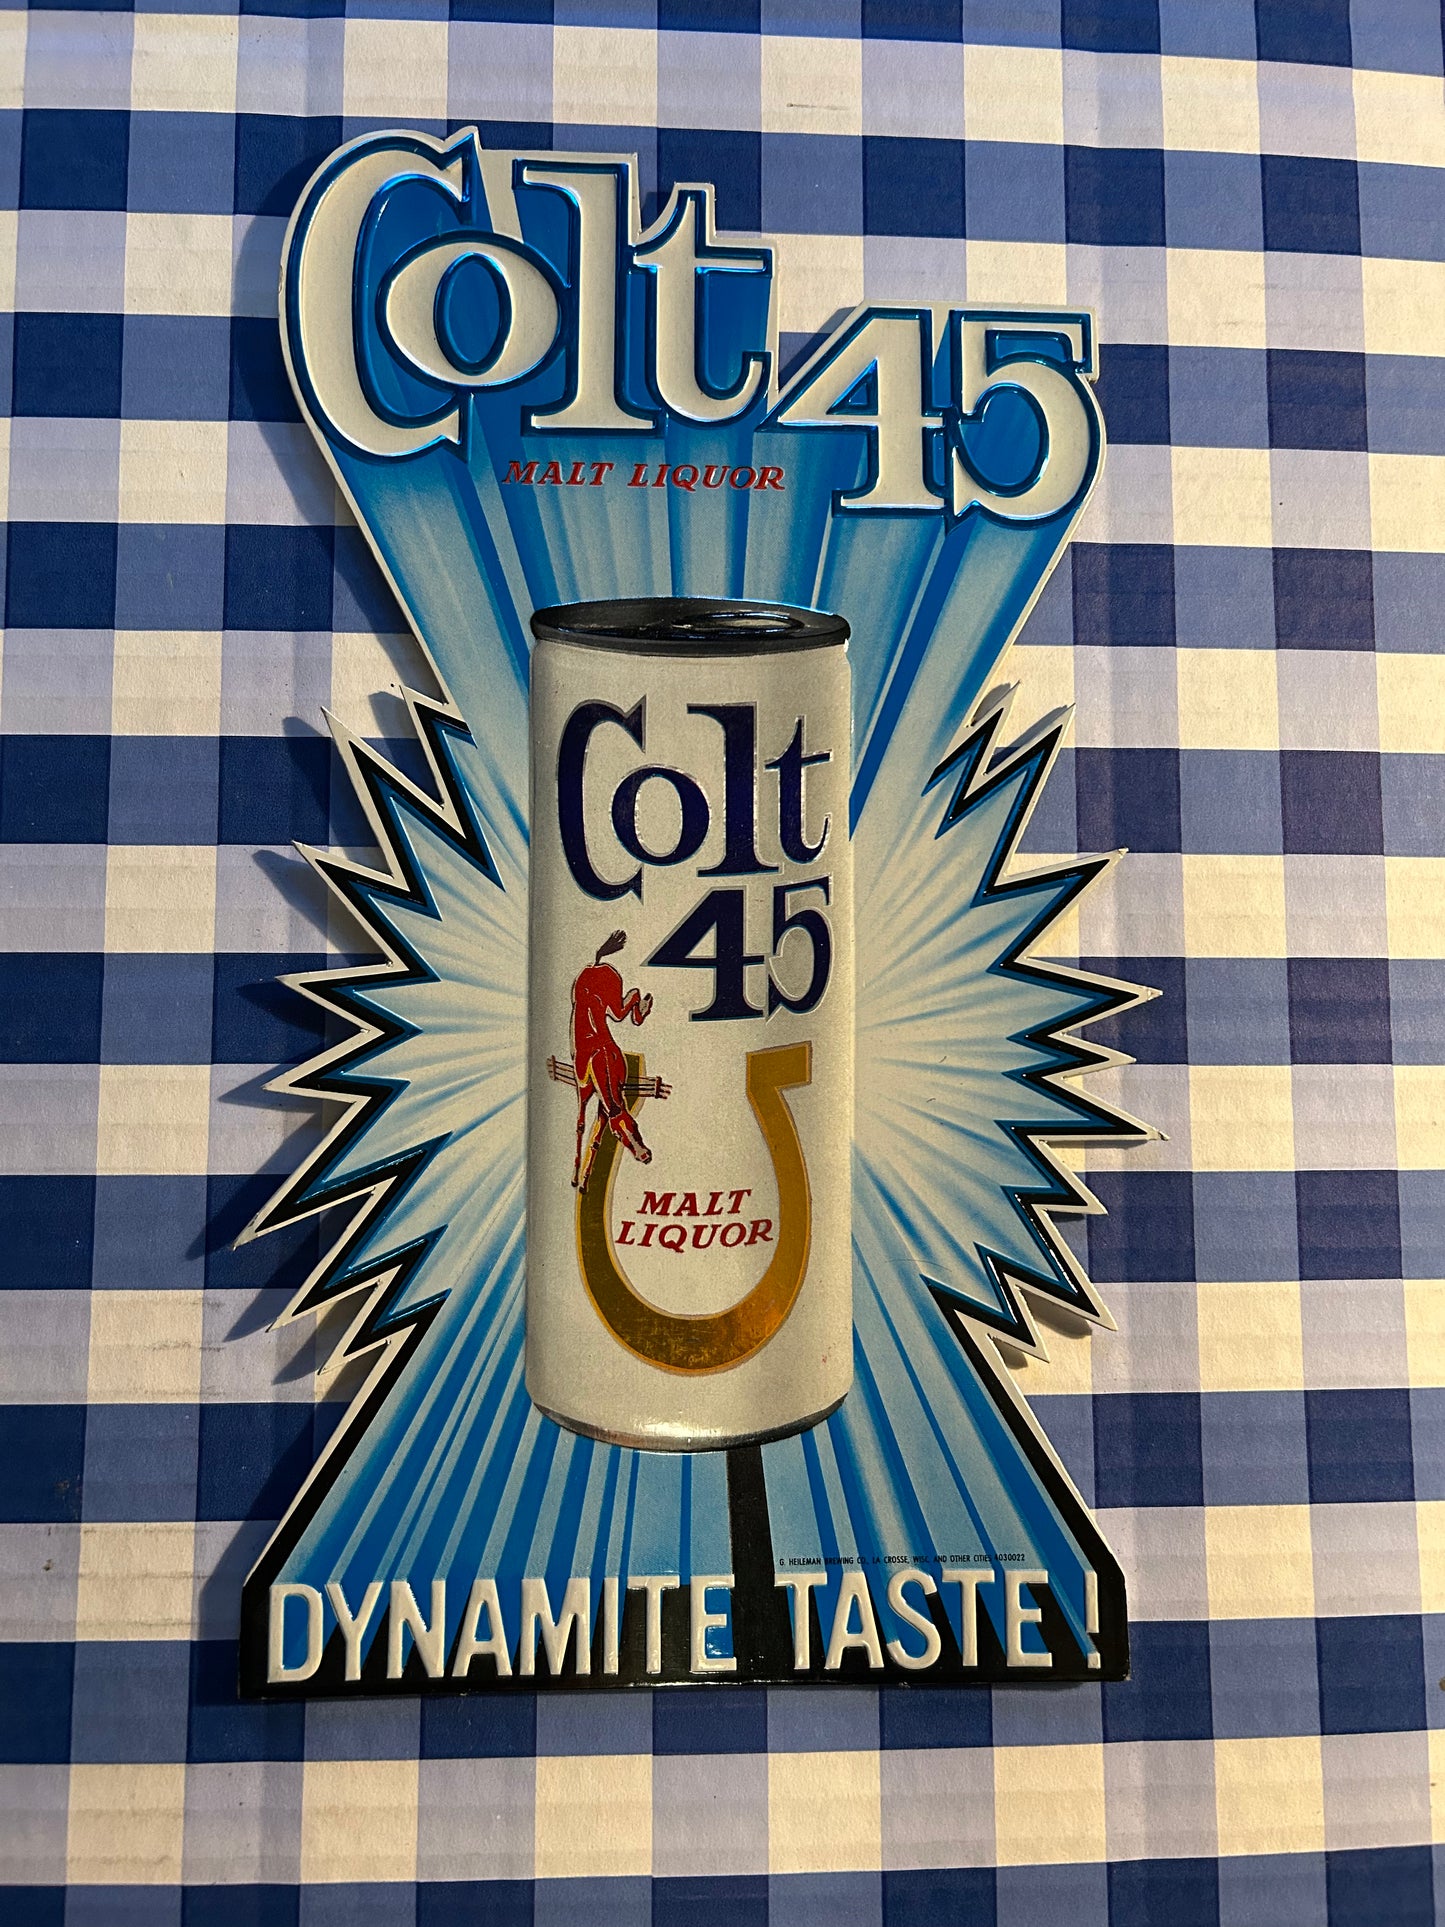 Colt 45
MALT LIQUOR
Colt
45
MALT
LIQUOR
G. HEILEMAN BREWING CO., LA CROSSE, WISC. AND OTHER CITIES 4030022
DYNAMITE TASTE!